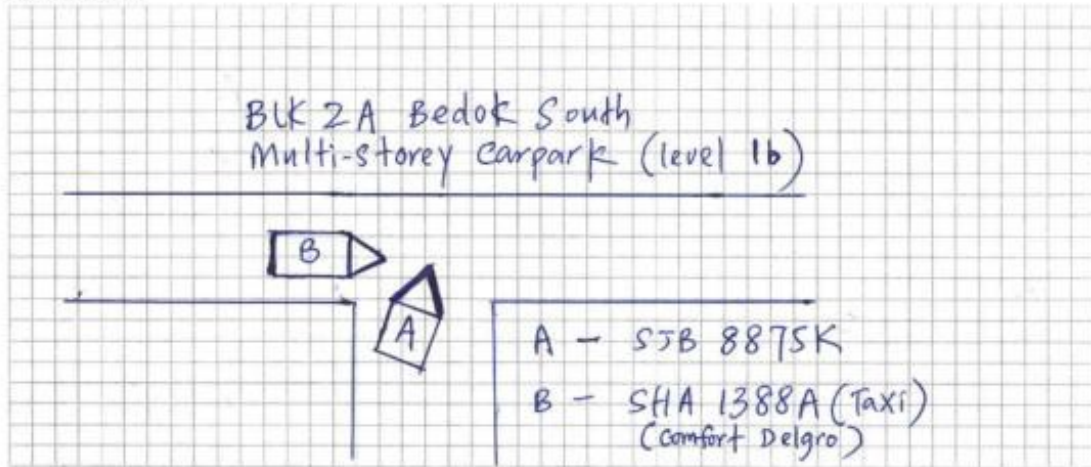 BLK 2A Bedok South
Multi-Storey Carpark (level 1b)
B
A
A - SJB 8875K
B - SHA 1388A (Taxi)
(Comfort Delgro)